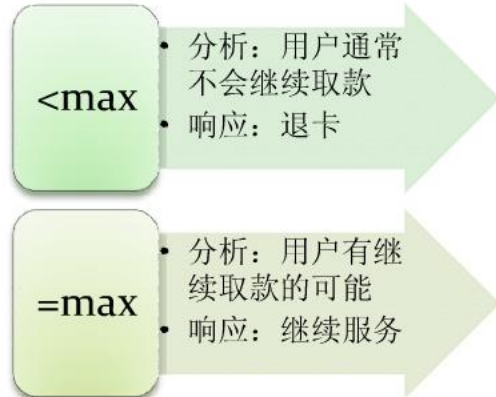 <max
• 分析：用户通常
不会继续取款
• 响应：退卡
=max
• 分析：用户有继
续取款的可能
• 响应：继续服务